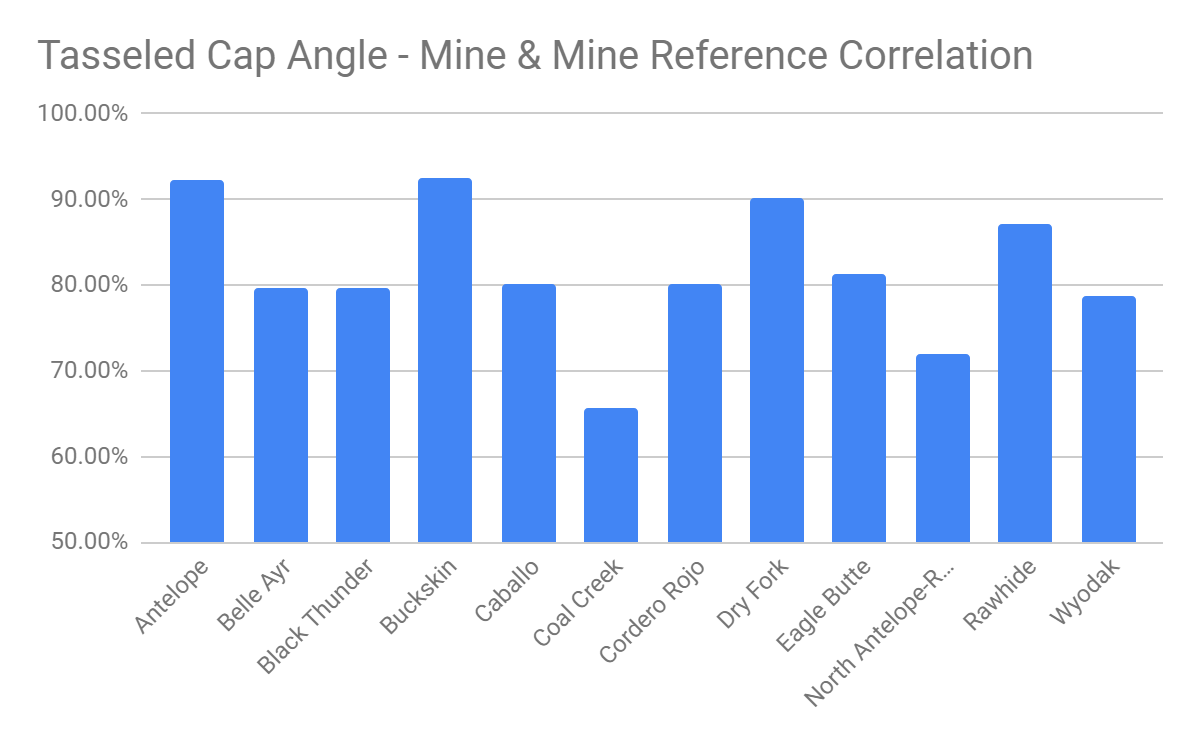 Tasseled Cap Angle - Mine & Mine Reference Correlation
100.00%
90.00%
80.00%
70.00%
60.00%
50.00%
Antelope
Belle Ayr
Black Thunder
Buckskin
Caballo
Coal Creek
Cordero Rojo
Dry Fork
Eagle Butte
North Antelope-R...
Rawhide
Wyodak